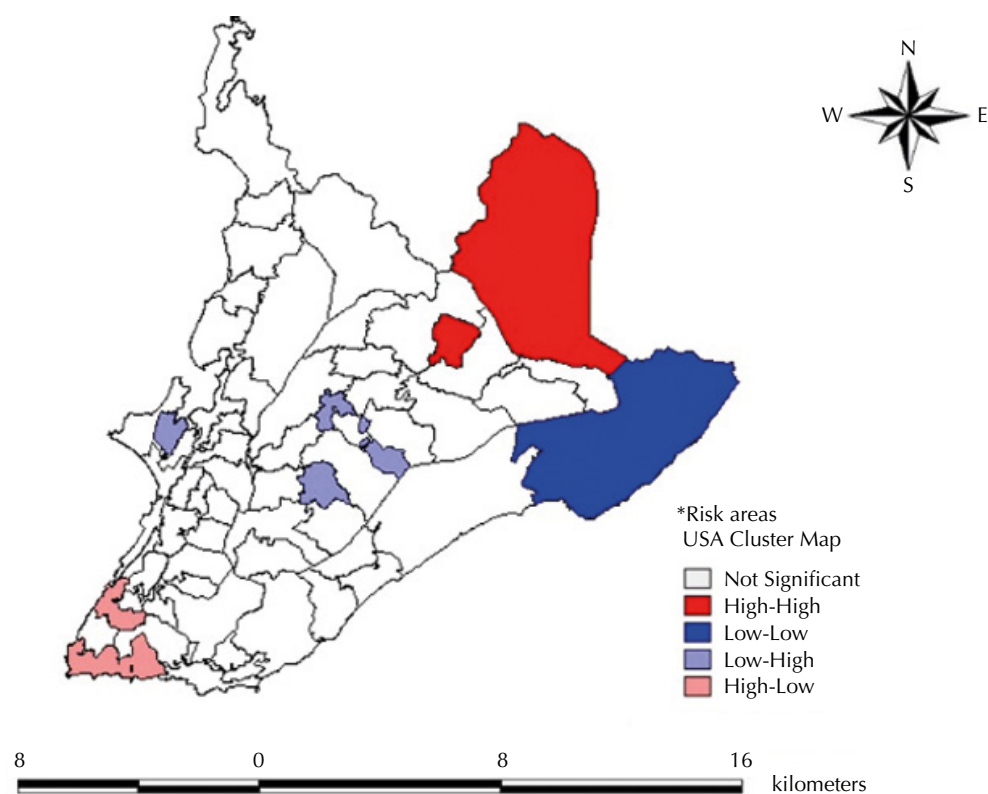 N
W E
S
*Risk areas
USA Cluster Map
Not Significant
High-High
Low-Low
Low-High
High-Low
8 0 8 16
kilometers